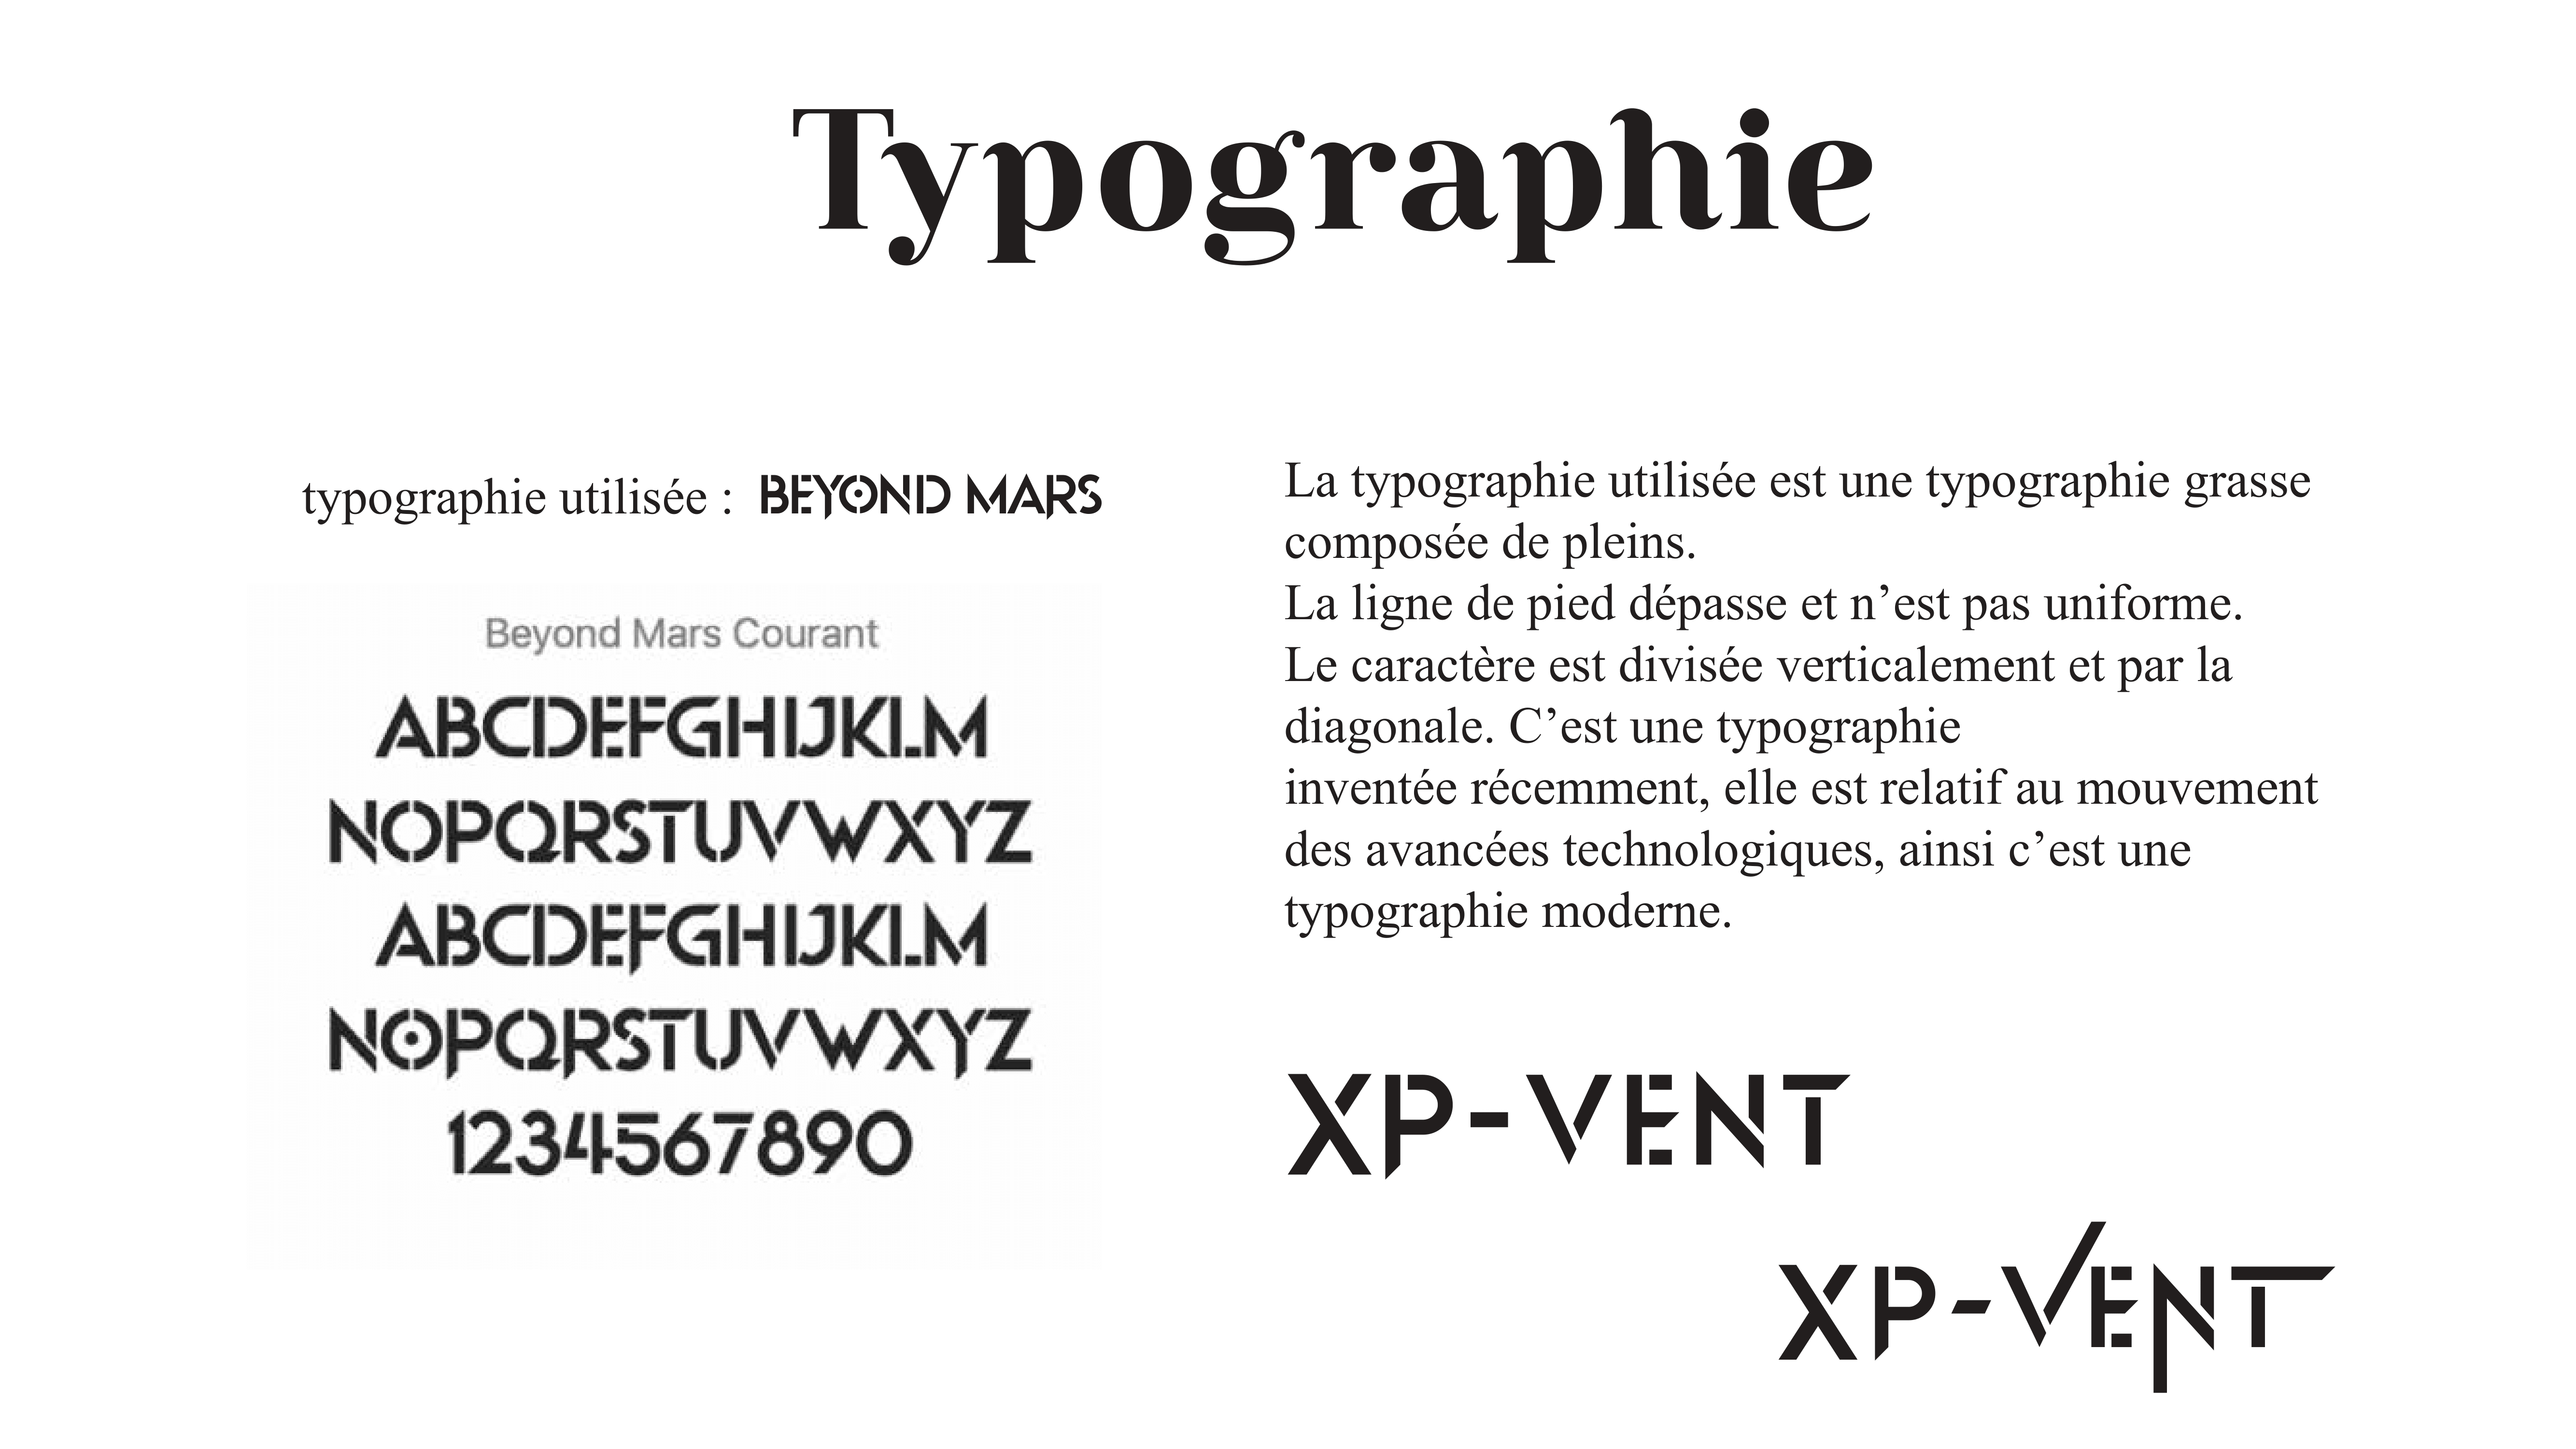 Typographie
typographie utilisée : BEYOND MARS
Beyond Mars Courant
ABCDEFGHIJKLM
NOPQRSTUVWXYZ
ABCDEFGHIJKLM
NOPQRSTUVWXYZ
1234567890
La typographie utilisée est une typographie grasse
composée de pleins.
La ligne de pied dépasse et n’est pas uniforme.
Le caractère est divisée verticalement et par la
diagonale. C’est une typographie
inventée récemment, elle est relatif au mouvement
des avancées technologiques, ainsi c’est une
typographie moderne.
XP-VENT
XP-VENT